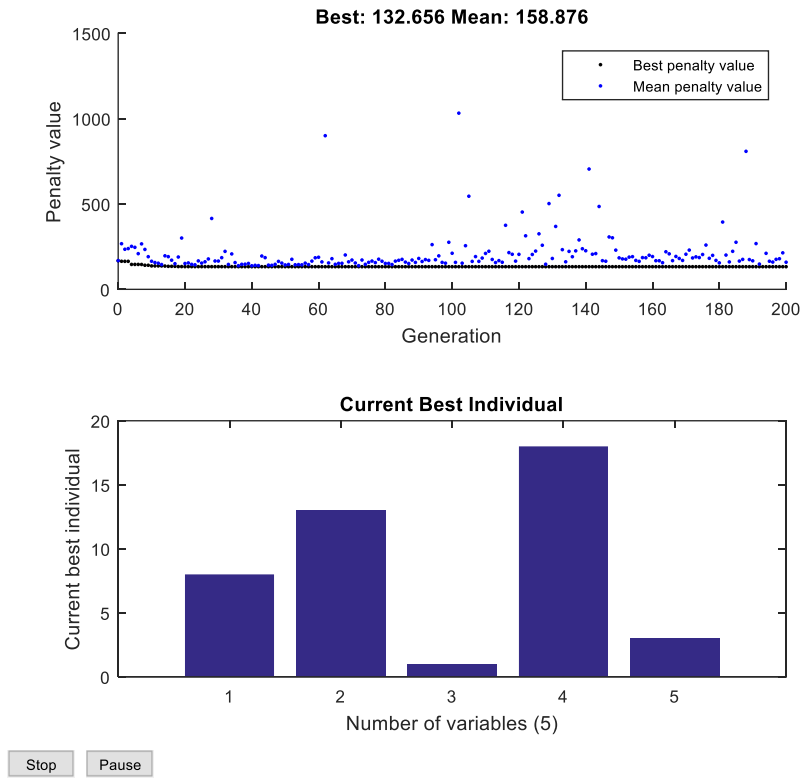 Best: 132.656 Mean: 158.876
1500
1000
500
0
Penalty value
Best penalty value
Mean penalty value
0 20 40 60 80 100 120 140 160 180 200
Generation
Current Best Individual
20
15
10
5
0
Current best individual
1 2 3 4 5
Number of variables (5)
Stop Pause